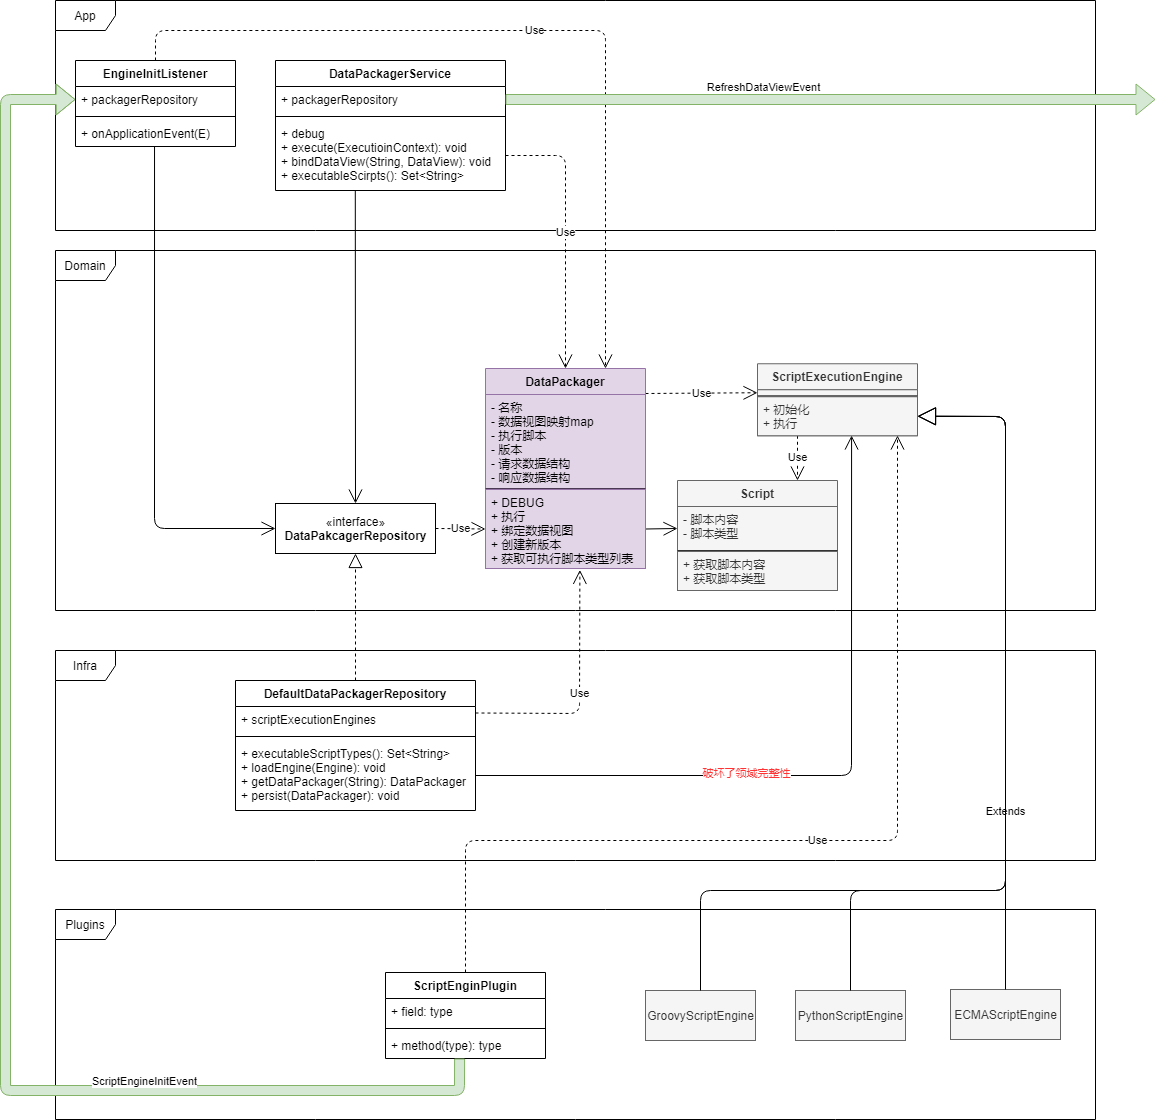 App
Use
EngineInitListener
+ packagerRepository
+ onApplicationEvent(E)
DataPackagerService
+ packagerRepository
+ debug
+ execute(ExecutioinContext): void
+ bindDataView(String, DataView): void
+ executableScirpts(): Set<String>
RefreshDataViewEvent
Use
Domain
DataPackager
- 名称
- 数据视图映射map
- 执行脚本
- 版本
- 请求数据结构
- 响应数据结构
+ DEBUG
+ 执行
+ 绑定数据视图
+ 创建新版本
+ 获取可执行脚本类型列表
Use
ScriptExecutionEngine
+ 初始化
+ 执行
Use
Script
- 脚本内容
- 脚本类型
+ 获取脚本内容
+ 获取脚本类型
«interface»
DataPakcagerRepository
Use
Infra
DefaultDataPackagerRepository
+ scriptExecutionEngines
+ executableScriptTypes(): Set<String>
+ loadEngine(Engine): void
+ getDataPackager(String): DataPackager
+ persist(DataPackager): void
Use
破坏了领域完整性
Extends
Use
Plugins
ScriptEnginPlugin
+ field: type
+ method(type): type
GroovyScriptEngine
PythonScriptEngine
ECMAScriptEngine
ScriptEngineInitEvent